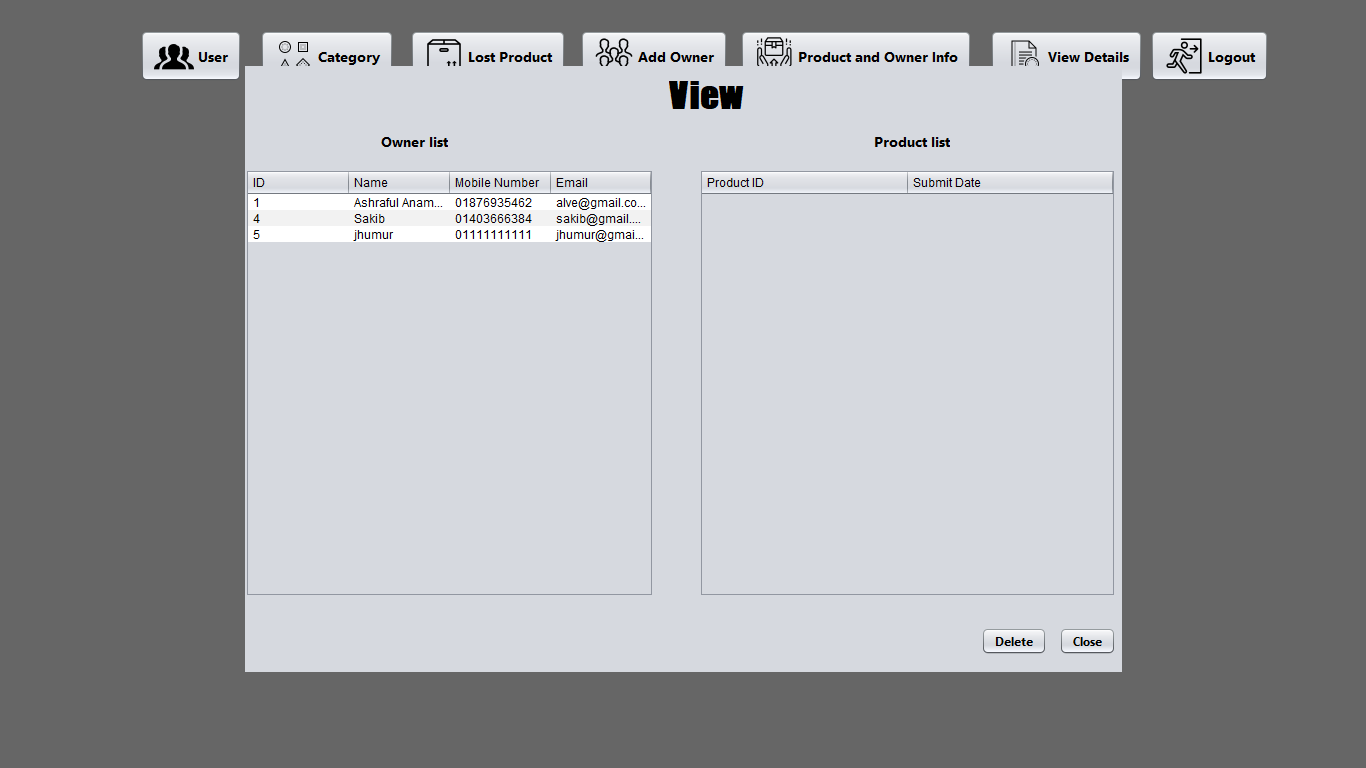 User Category Lost Product Add Owner Product and Owner Info View Details Logout
View
Owner list Product list
ID Name Mobile Number Email Product ID Submit Date
1 Ashraful Anam... 01876935462 alve@gmail.co...
4 Sakib 01403666384 sakib@gmail....
5 jhumur 01111111111 jhumur@gmai...
Delete Close